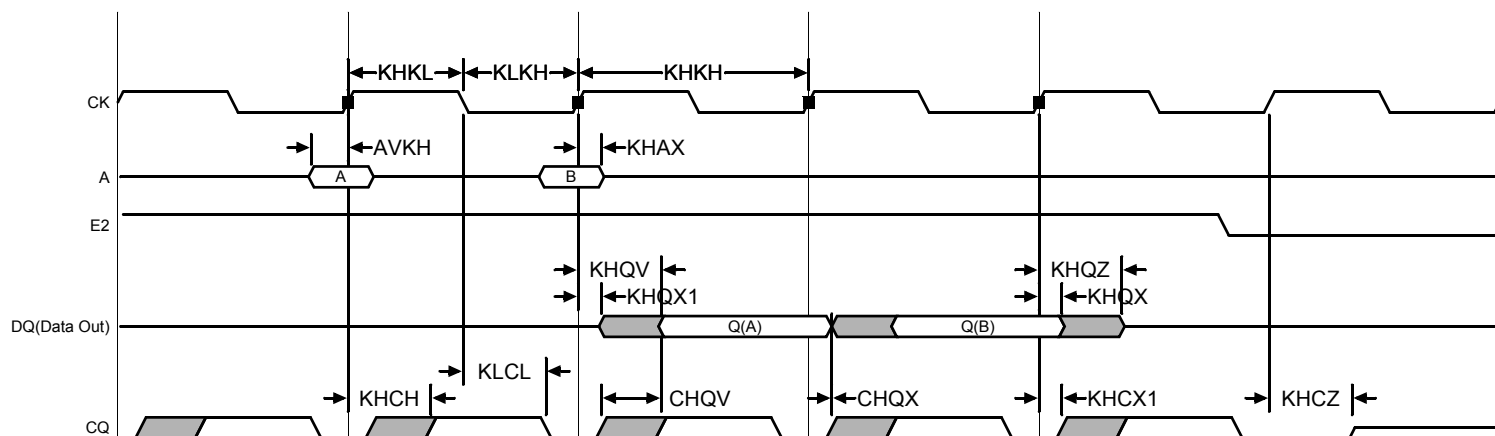 KHKL KLKH KHKH
CK
AVKH KHAX
A A B
E2
KHQV KHQZ
KHQX1 KHQX
DQ(Data Out) Q(A) Q(B)
KLCL
KHCH CHQV CHQX KHCX1 KHCZ
CQ